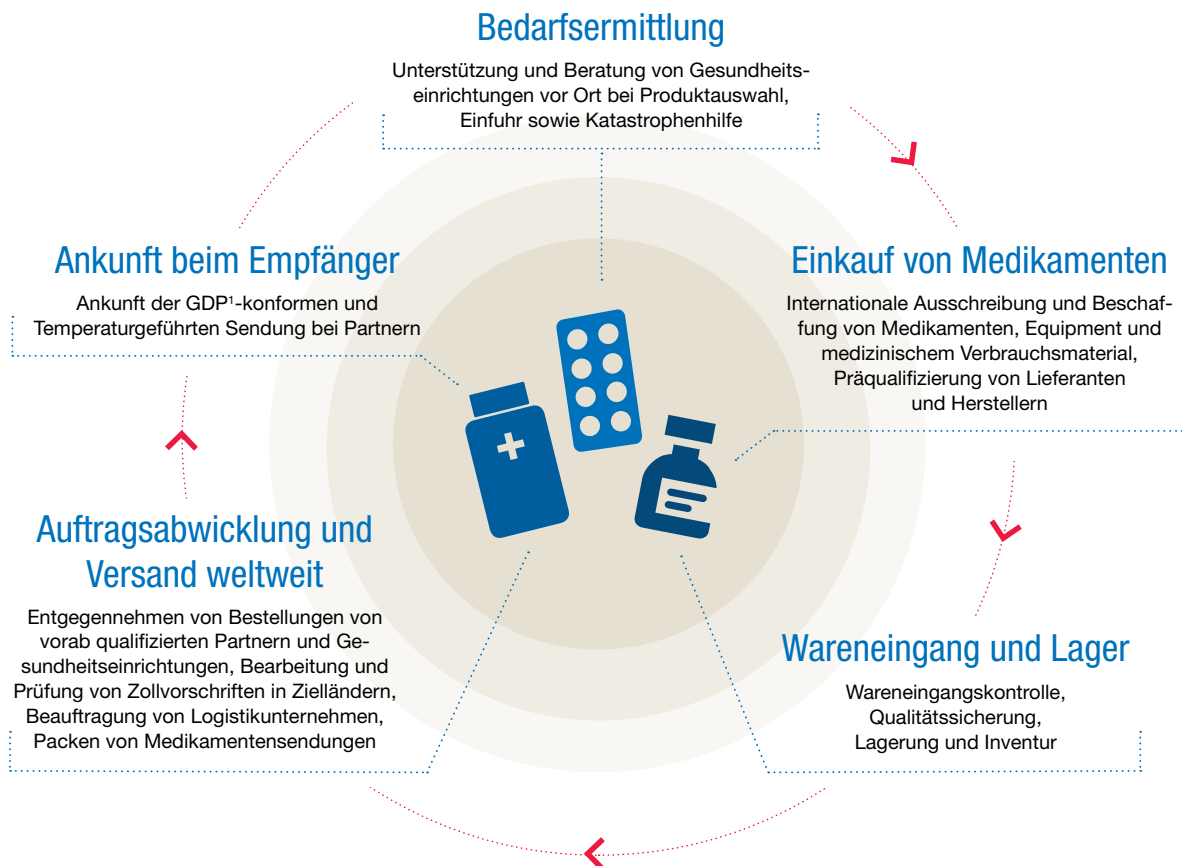 Bedarfsermittlung
Unterstützung und Beratung von Gesundheits-
einrichtungen vor Ort bei Produktauswahl,
Einfuhr sowie Katastrophenhilfe
Einkauf von Medikamenten
Internationale Ausschreibung und Beschaf-
fung von Medikamenten, Equipment und
medizinischem Verbrauchsmaterial,
Präqualifizierung von Lieferanten
und Herstellern
Wareneingang und Lager
Wareneingangskontrolle,
Qualitätssicherung,
Lagerung und Inventur
Auftragsabwicklung und
Versand weltweit
Entgegennehmen von Bestellungen von
vorab qualifizierten Partnern und Ge-
sundheitseinrichtungen, Bearbeitung und
Prüfung von Zollvorschriften in Zielländern,
Beauftragung von Logistikunternehmen,
Packen von Medikamentensendungen
Ankunft beim Empfänger
Ankunft der GDP¹-konformen und
Temperaturgeführten Sendung bei Partnern